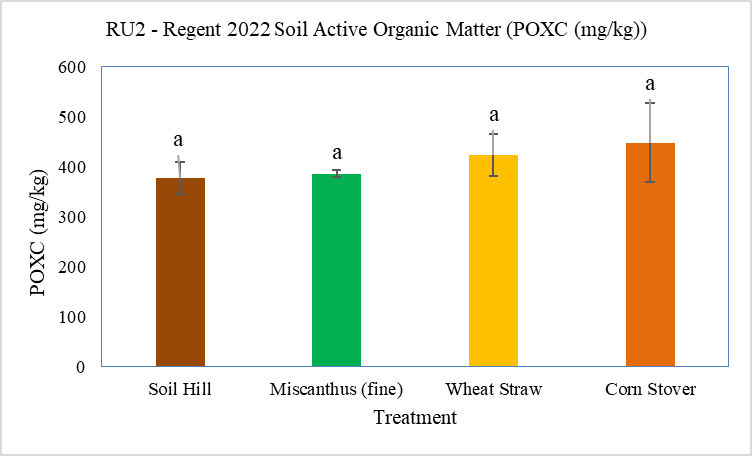 RU2 - Regent 2022 Soil Active Organic Matter (POXC (mg/kg))
600
500
400
300
200
100
0
POXC (mg/kg)
a
a
a
a
Soil Hill
Miscanthus (fine)
Wheat Straw
Corn Stover
Treatment